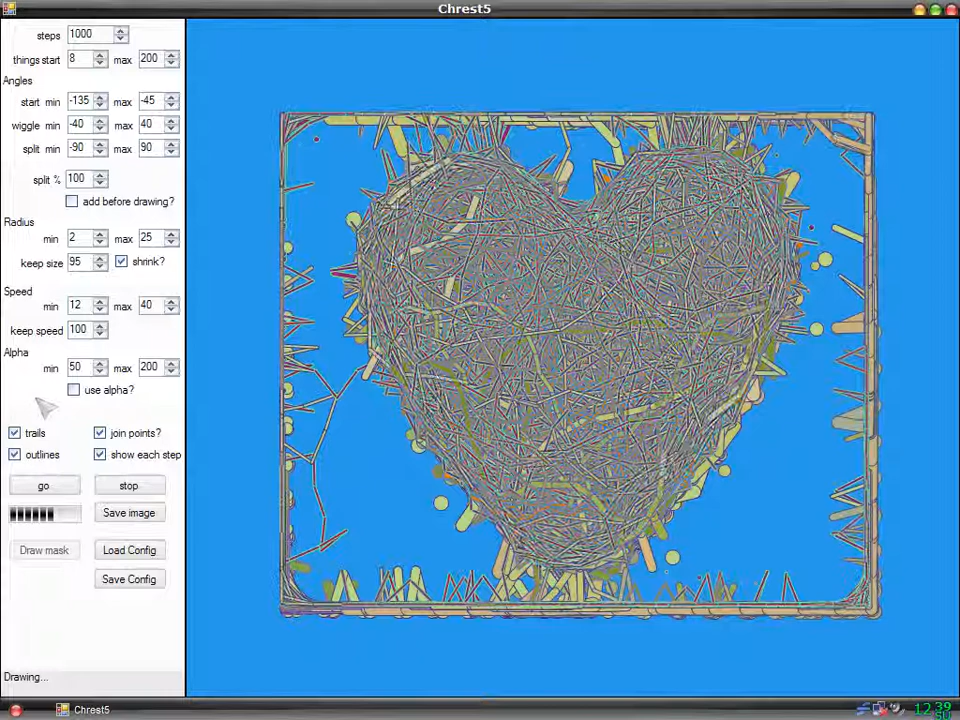 Chrest5
steps 1000
things start 8 max 200
Angles
start min -135 max -45
wiggle min -40 max 40
split min -90 max 90
split % 100
add before drawing?
Radius
min 2 max 25
keep size 95 shrink?
Speed
min 12 max 40
keep speed 100
Alpha
min 50 max 200
use alpha?
trails join points?
outlines show each step
go stop
Save image
Draw mask Load Config
Save Config
Drawing...
Chrest5 12:39
SU